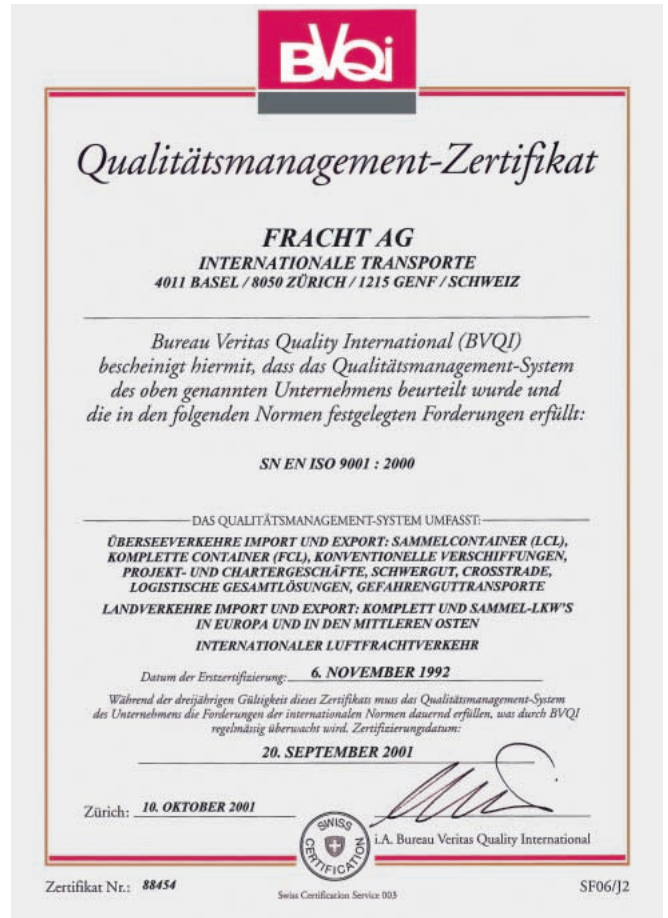 BVQi
Qualitätsmanagement-Zertifikat
FRACHT AG
INTERNATIONALE TRANSPORTE
4011 BASEL / 8050 ZÜRICH / 1215 GENF / SCHWEIZ
Bureau Veritas Quality International (BVQI)
bescheinigt hiermit, dass das Qualitätsmanagement-System
des oben genannten Unternehmens beurteilt wurde und
die in den folgenden Normen festgelegten Forderungen erfüllt:
SN EN ISO 9001 : 2000
DAS QUALITÄTSMANAGEMENT-SYSTEM UMFASST:
ÜBERSEEVERKEHRE IMPORT UND EXPORT: SAMMELCONTAINER (LCL),
KOMPLETTE CONTAINER (FCL), KONVENTIONELLE VERSCHIFFUNGEN,
PROJEKT- UND CHARTERGESCHÄFTE, SCHWERGUT, CROSSTRADE,
LOGISTISCHE GESAMTLÖSUNGEN, GEFAHRENGUTTRANSPORTE
LANDVERKEHRE IMPORT UND EXPORT: KOMPLETT UND SAMMEL-LKW'S
IN EUROPA UND IN DEN MITTLEREN OSTEN
INTERNATIONALER LUFTFRACHTVERKEHR
Datum der Erstzertifizierung: 6. NOVEMBER 1992
Während der dreijährigen Gültigkeit dieses Zertifikats muss das Qualitätsmanagement-System
des Unternehmens die Forderungen der internationalen Normen dauernd erfüllen, was durch BVQI
regelmässig überwacht wird. Zertifizierungsdatum:
20. SEPTEMBER 2001
Zürich: 10. OKTOBER 2001
i.A. Bureau Veritas Quality International
SWISS
CERTIFICATION
Zertifikat Nr.: 88454
Swiss Certification Service 003
SF06/J2